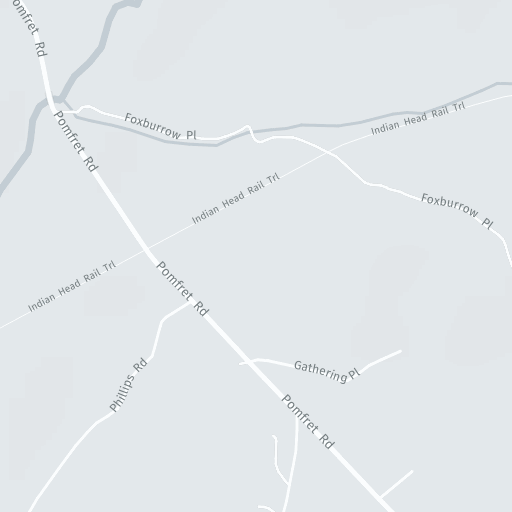 Pomfret Rd
Pomfret Rd
Foxburrow Pl
Indian Head Rail Trl
Indian Head Rail Trl
Foxburrow Pl
Indian Head Rail Trl
Pomfret Rd
Phillips Rd
Gathering Pl
Pomfret Rd